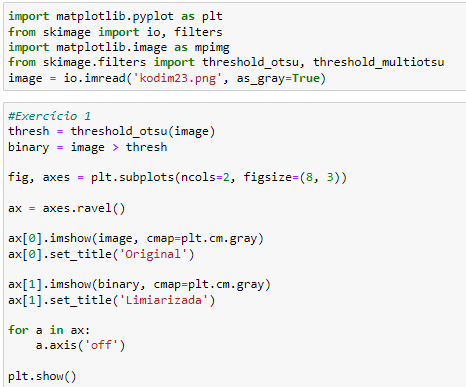 import matplotlib.pyplot as plt
from skimage import io, filters
import matplotlib.image as mpimg
from skimage.filters import threshold_otsu, threshold_multiotsu
image = io.imread('kodim23.png', as_gray=True)
#Exercício 1
thresh = threshold_otsu(image)
binary = image > thresh
fig, axes = plt.subplots(ncols=2, figsize=(8, 3))
ax = axes.ravel()
ax[0].imshow(image, cmap=plt.cm.gray)
ax[0].set_title('Original')
ax[1].imshow(binary, cmap=plt.cm.gray)
ax[1].set_title('Limiarizada')
for a in ax:
    a.axis('off')
plt.show()